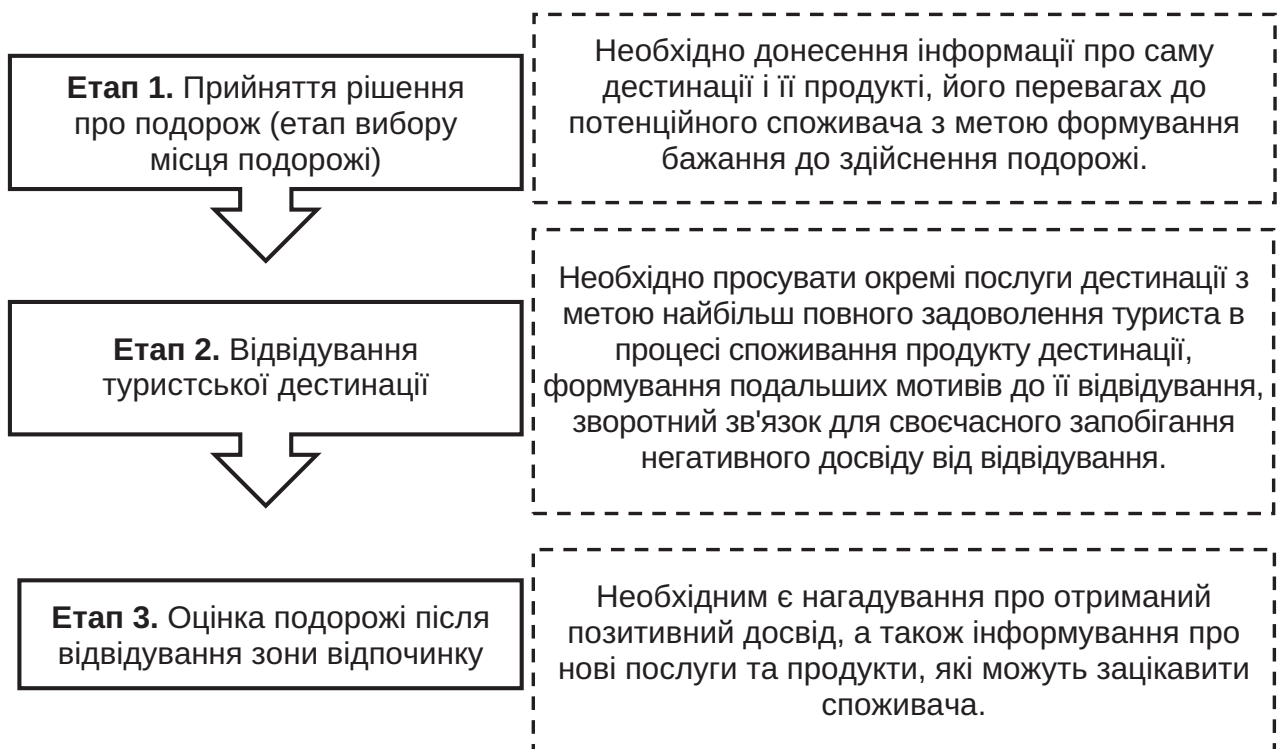 Етап 1. Прийняття рішення
про подорож (етап вибору
місця подорожі)
Необхідно донесення інформації про саму
дестинації і її продукті, його перевагах до
потенційного споживача з метою формування
бажання до здійснення подорожі.
Етап 2. Відвідування
туристської дестинації
Необхідно просувати окремі послуги дестинації з
метою найбільш повного задоволення туриста в
процесі споживання продукту дестинації,
формування подальших мотивів до її відвідування,
зворотний зв'язок для своєчасного запобігання
негативного досвіду від відвідування.
Етап 3. Оцінка подорожі після
відвідування зони відпочинку
Необхідним є нагадування про отриманий
позитивний досвід, а також інформування про
нові послуги та продукти, які можуть зацікавити
споживача.